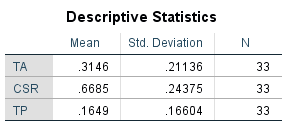 Descriptive Statistics
Mean Std. Deviation N
TA .3146 .21136 33
CSR .6685 .24375 33
TP .1649 .16604 33